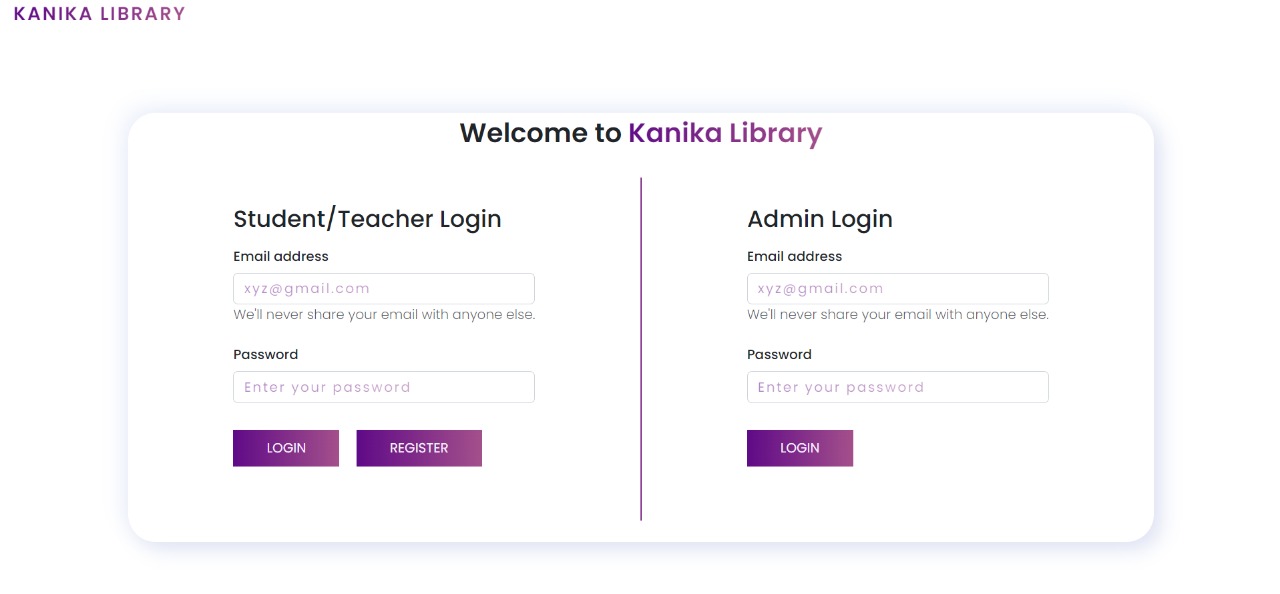 KANIKA LIBRARY
Welcome to Kanika Library
Student/Teacher Login
Email address
xyz@gmail.com
We'll never share your email with anyone else.
Password
Enter your password
LOGIN REGISTER
Admin Login
Email address
xyz@gmail.com
We'll never share your email with anyone else.
Password
Enter your password
LOGIN